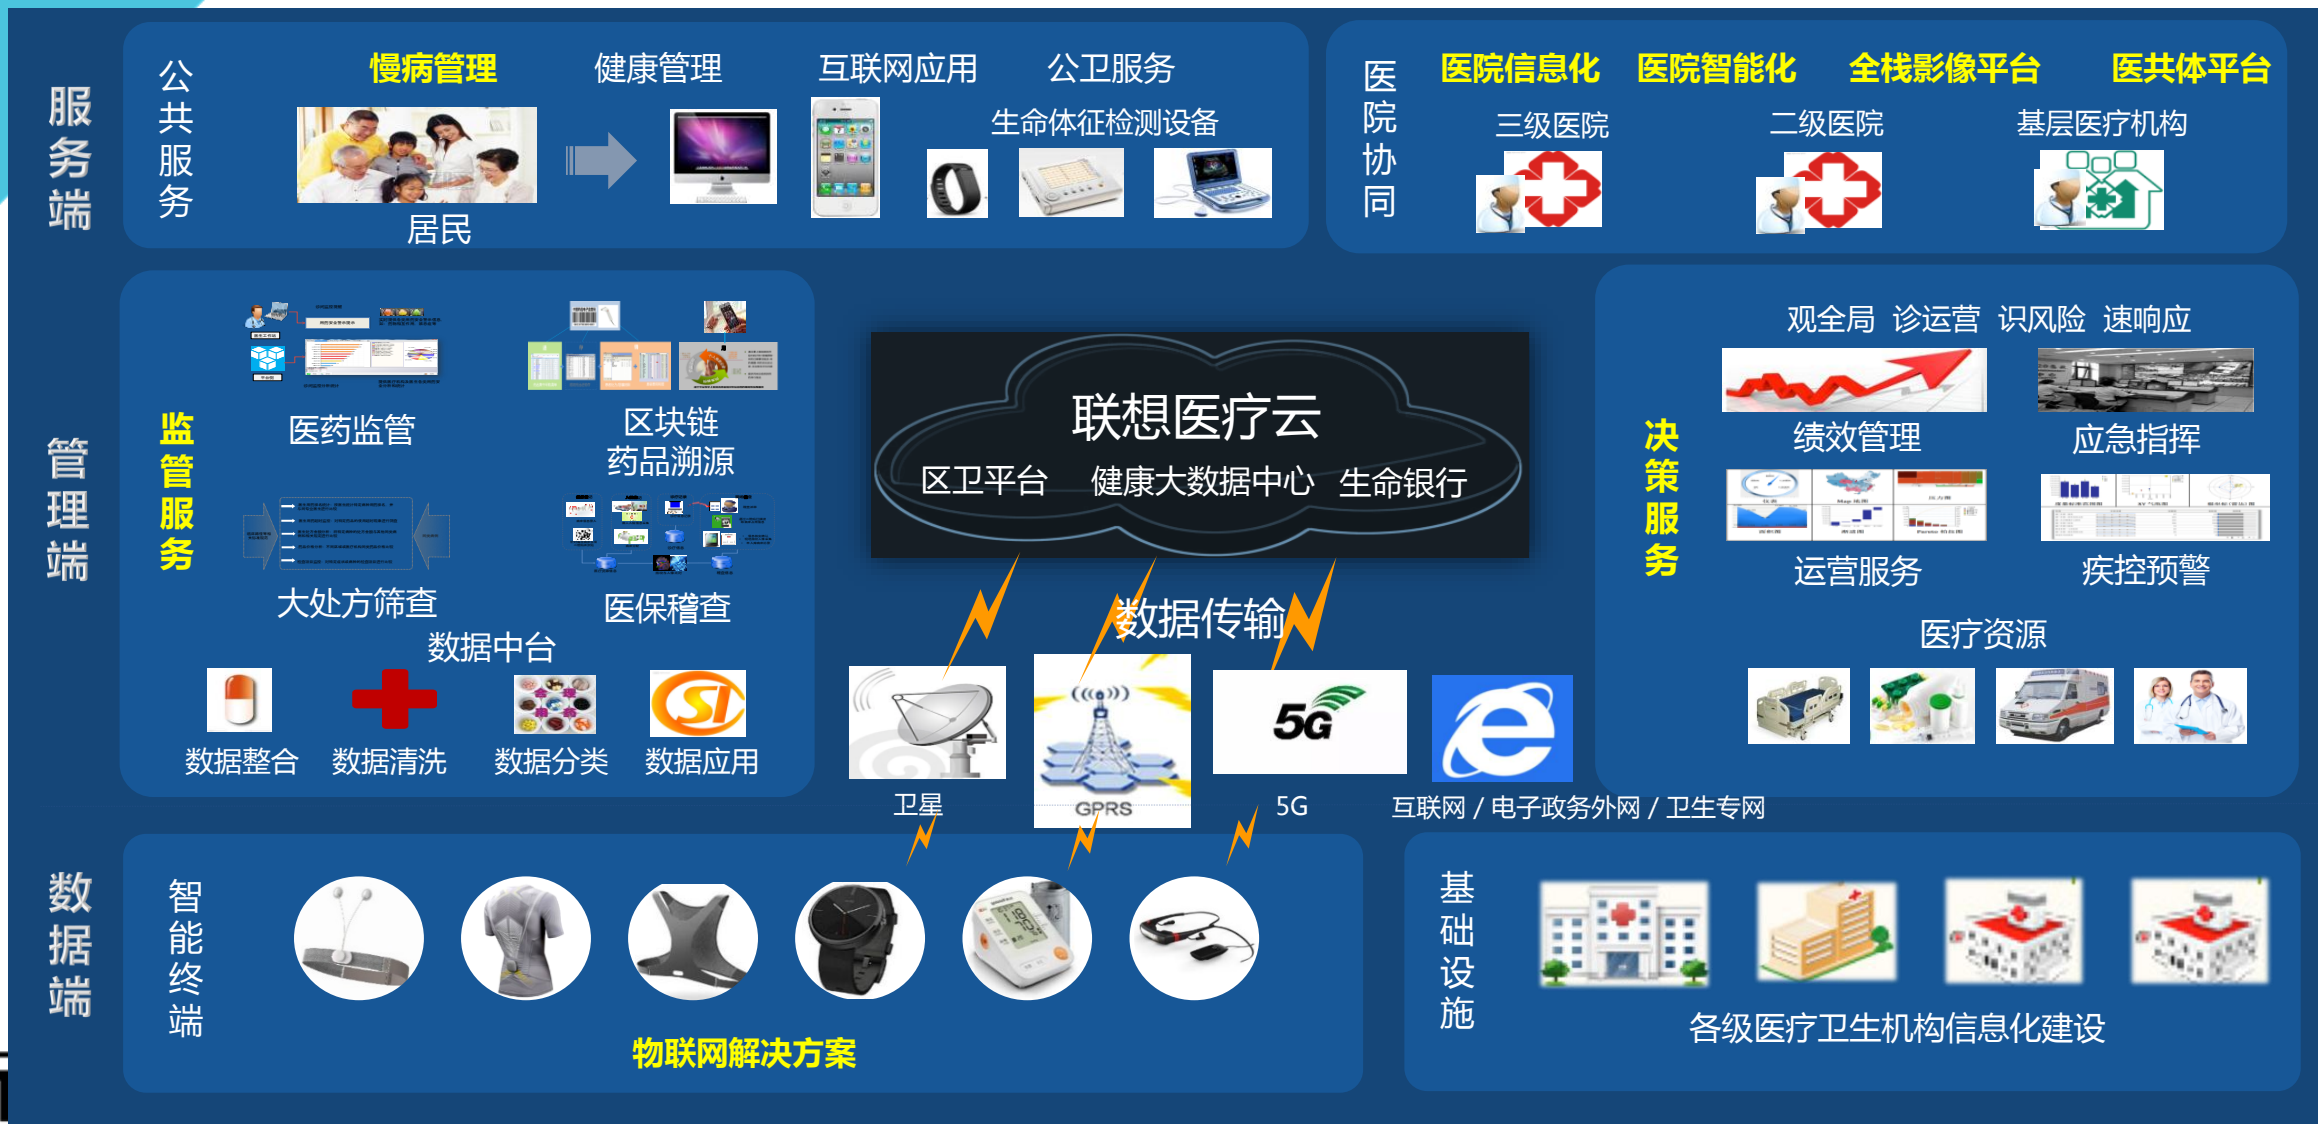 服务端
公共服务
慢病管理
健康管理
互联网应用
公卫服务
生命体征检测设备
居民
医院协同
医院信息化
医院智能化
全栈影像平台
医共体平台
三级医院
二级医院
基层医疗机构
管理端
监管服务
医药监管
区块链
药品溯源
大处方筛查
医保稽查
数据中台
数据整合
数据清洗
数据分类
数据应用
联想医疗云
区卫平台
健康大数据中心
生命银行
数据传输
5G
GPRS
卫星
5G
互联网 / 电子政务外网 / 卫生专网
决策服务
观全局 诊运营 识风险 速响应
绩效管理
应急指挥
运营服务
疾控预警
医疗资源
数据端
智能终端
物联网解决方案
基础设施
各级医疗卫生机构信息化建设